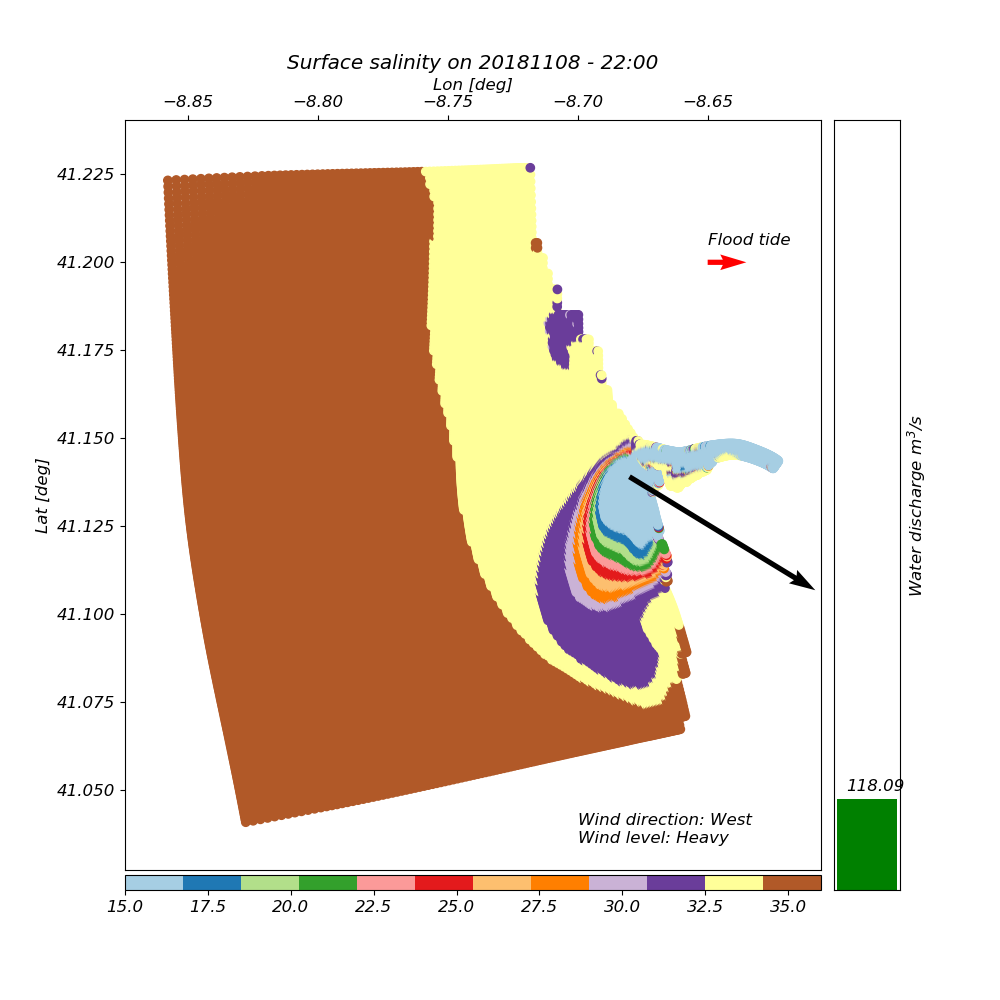 Surface salinity on 20181108 - 22:00
Lon [deg]
−8.85 −8.80 −8.75 −8.70 −8.65
41.225
41.200
41.175
41.150
41.125
41.100
41.075
41.050
Lat [deg]
Flood tide
Water discharge m³/s
118.09
Wind direction: West
Wind level: Heavy
15.0 17.5 20.0 22.5 25.0 27.5 30.0 32.5 35.0